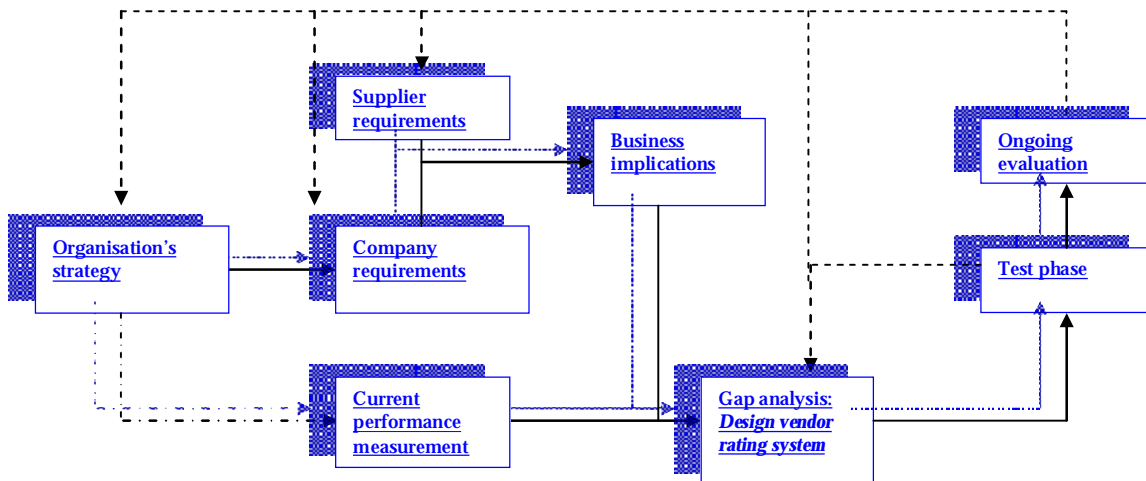 Supplier
requirements
Business
implications
Ongoing
evaluation
Organisation's
strategy
Company
requirements
Test phase
Current
performance
measurement
Gap analysis:
Design vendor
rating system